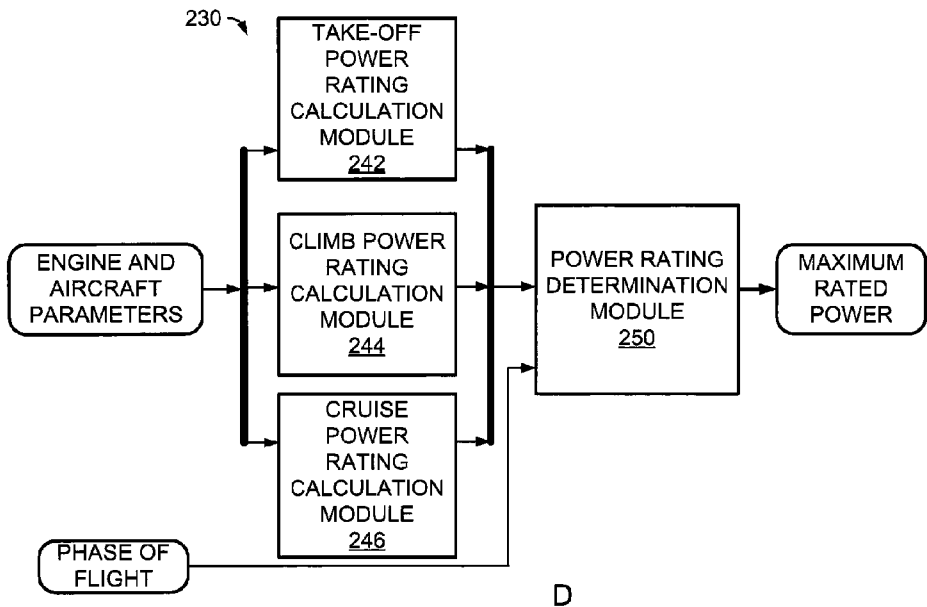 230
TAKE-OFF
POWER
RATING
CALCULATION
MODULE
242
CLIMB POWER
RATING
CALCULATION
MODULE
244
CRUISE
POWER
RATING
CALCULATION
MODULE
246
ENGINE AND
AIRCRAFT
PARAMETERS
PHASE OF
FLIGHT
POWER RATING
DETERMINATION
MODULE
250
MAXIMUM
RATED
POWER
D